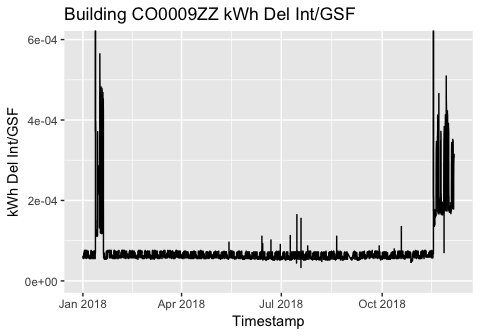 Building CO0009ZZ kWh Del Int/GSF
kWh Del Int/GSF
6e-04
4e-04
2e-04
0e+00
Jan 2018
Apr 2018
Jul 2018
Oct 2018
Timestamp